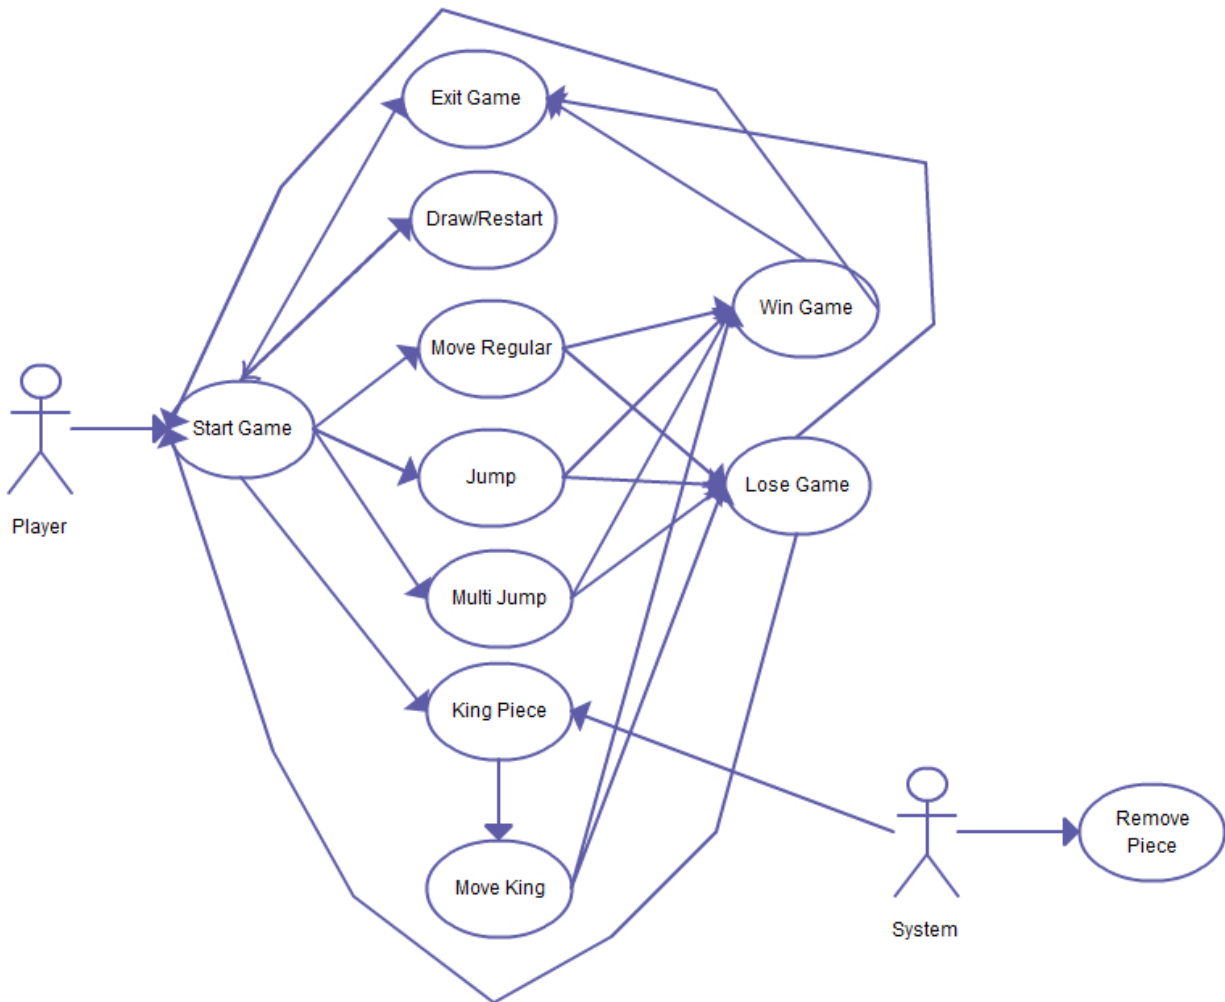 Exit Game
Draw/Restart
Win Game
Move Regular
Start Game
Jump
Lose Game
Player
Multi Jump
King Piece
Remove
Piece
Move King
System